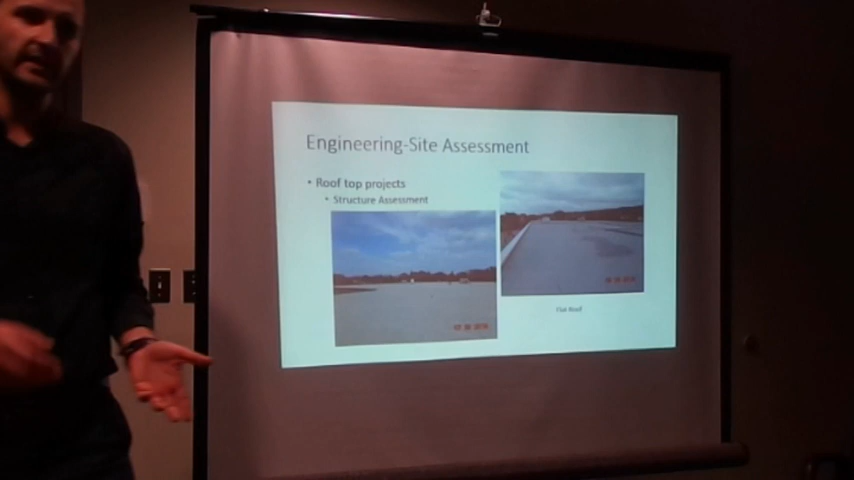 Engineering-Site Assessment
• Roof top projects
• Structure Assessment
Flat Roof